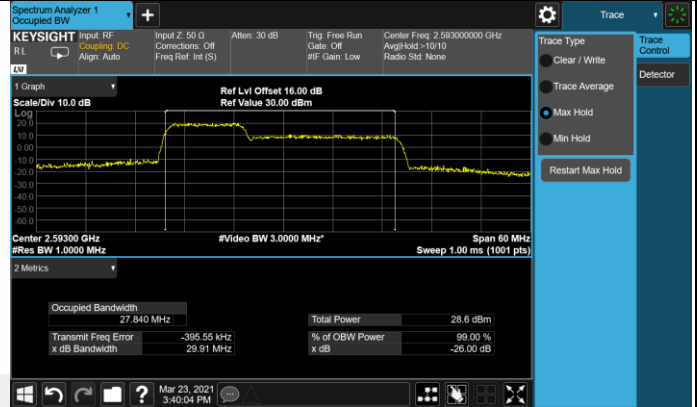 Spectrum Analyzer 1
Occupied BW
Trace
KEYSIGHT
RL
LXI
Input: RF
Coupling: DC
Align: Auto
Input Z: 50 Ω
Corrections: Off
Freq Ref: Int (S)
Atten: 30 dB
Trig: Free Run
Gate: Off
#IF Gain: Low
Center Freq: 2.593000000 GHz
Avg|Hold:>10/10
Radio Std: None
Trace Type
Clear / Write
Trace Average
Max Hold
Min Hold
Restart Max Hold
Trace
Control
Detector
1 Graph
Scale/Div 10.0 dB
Ref Lvl Offset 16.00 dB
Ref Value 30.00 dBm
Log
20.0
10.0
0.00
-10.0
-20.0
-30.0
-40.0
-50.0
-60.0
Center 2.59300 GHz
#Video BW 3.0000 MHz*
Span 60 MHz
#Res BW 1.0000 MHz
Sweep 1.00 ms (1001 pts)
2 Metrics
Occupied Bandwidth
27.840 MHz
Total Power 28.6 dBm
Transmit Freq Error -395.55 kHz
% of OBW Power 99.00 %
x dB Bandwidth 29.91 MHz
x dB -26.00 dB
?
Mar 23, 2021
3:40:04 PM